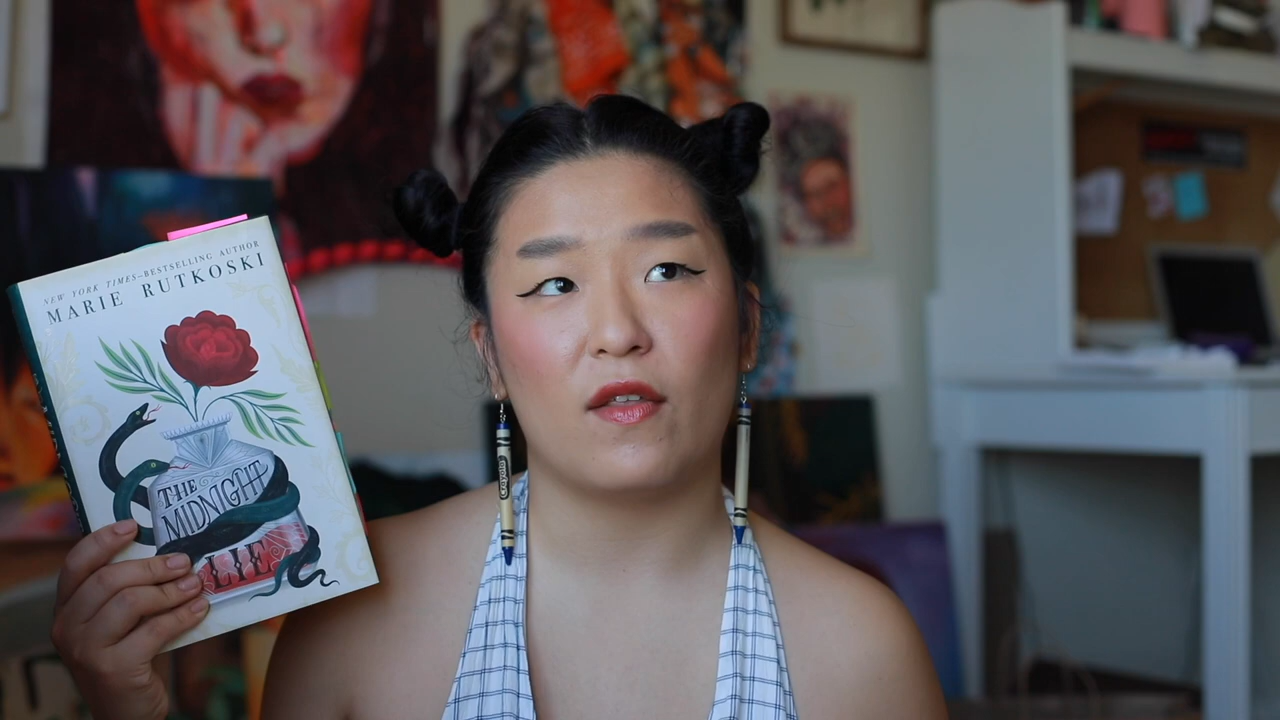 NEW YORK TIMES–BESTSELLING AUTHOR
MARIE RUTKOSKI
THE
MIDNIGHT
LIE
Crayola